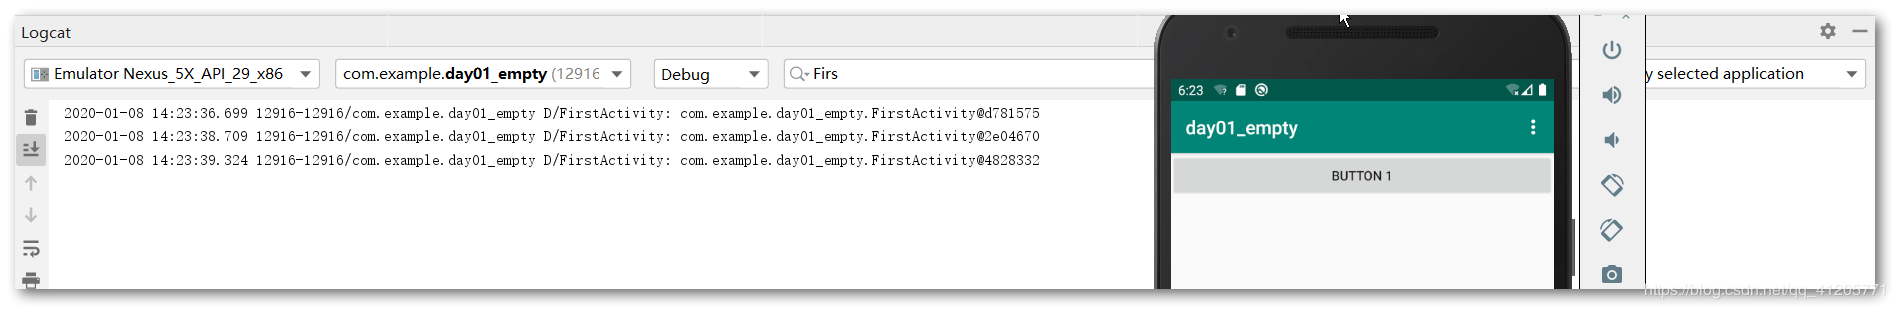 Logcat
Emulator Nexus_5X_API_29_x86
com.example.day01_empty (12916
Debug
Firs
y selected application
2020-01-08 14:23:36.699 12916-12916/com.example.day01_empty D/FirstActivity: com.example.day01_empty.FirstActivity@d781575
2020-01-08 14:23:38.709 12916-12916/com.example.day01_empty D/FirstActivity: com.example.day01_empty.FirstActivity@2e04670
2020-01-08 14:23:39.324 12916-12916/com.example.day01_empty D/FirstActivity: com.example.day01_empty.FirstActivity@4828332
6:23
day01_empty
BUTTON 1
https://blog.csdn.net/qq_41205771